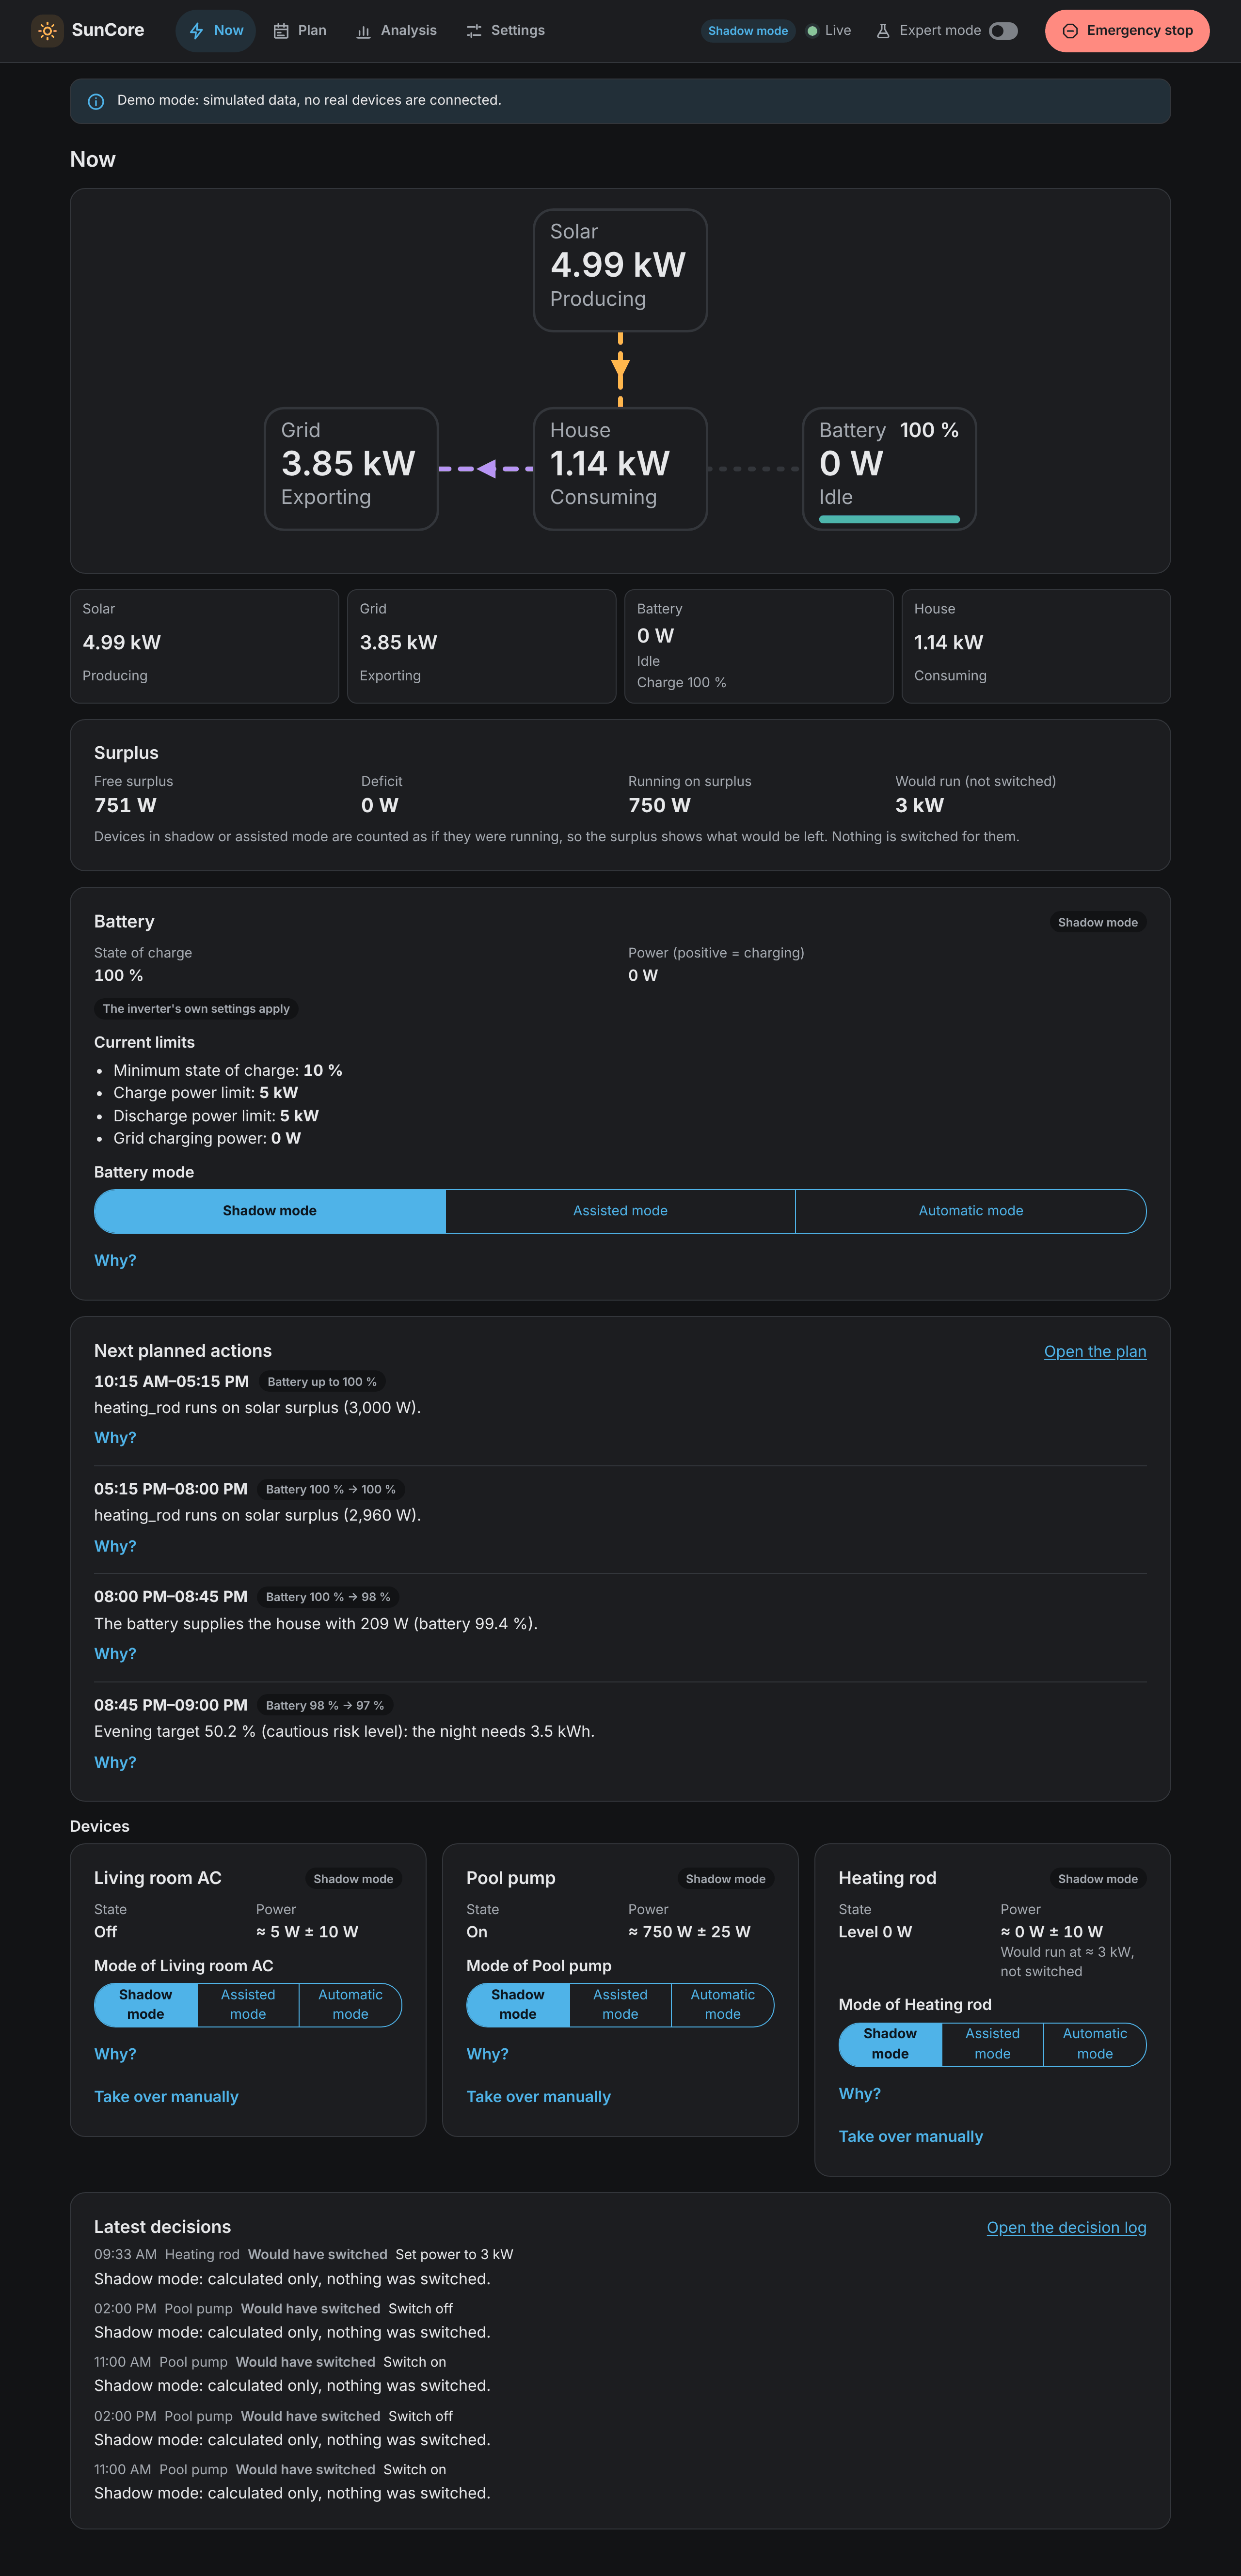 SunCore
Now
Plan
Analysis
Settings
Shadow mode
Live
Expert mode
Emergency stop
Demo mode: simulated data, no real devices are connected.
Now
Solar
4.99 kW
Producing
Grid
3.85 kW
Exporting
House
1.14 kW
Consuming
Battery 100 %
0 W
Idle
Solar
4.99 kW
Producing
Grid
3.85 kW
Exporting
Battery
0 W
Idle
Charge 100 %
House
1.14 kW
Consuming
Surplus
Free surplus
751 W
Deficit
0 W
Running on surplus
750 W
Would run (not switched)
3 kW
Devices in shadow or assisted mode are counted as if they were running, so the surplus shows what would be left. Nothing is switched for them.
Battery
Shadow mode
State of charge
100 %
Power (positive = charging)
0 W
The inverter's own settings apply
Current limits
• Minimum state of charge: 10 %
• Charge power limit: 5 kW
• Discharge power limit: 5 kW
• Grid charging power: 0 W
Battery mode
Shadow mode
Assisted mode
Automatic mode
Why?
Next planned actions
Open the plan
10:15 AM–05:15 PM Battery up to 100 %
heating_rod runs on solar surplus (3,000 W).
Why?
05:15 PM–08:00 PM Battery 100 % → 100 %
heating_rod runs on solar surplus (2,960 W).
Why?
08:00 PM–08:45 PM Battery 100 % → 98 %
The battery supplies the house with 209 W (battery 99.4 %).
Why?
08:45 PM–09:00 PM Battery 98 % → 97 %
Evening target 50.2 % (cautious risk level): the night needs 3.5 kWh.
Why?
Devices
Living room AC
Shadow mode
State
Off
Power
≈ 5 W ± 10 W
Mode of Living room AC
Shadow
mode
Assisted
mode
Automatic
mode
Why?
Take over manually
Pool pump
Shadow mode
State
On
Power
≈ 750 W ± 25 W
Mode of Pool pump
Shadow
mode
Assisted
mode
Automatic
mode
Why?
Take over manually
Heating rod
Shadow mode
State
Level 0 W
Power
≈ 0 W ± 10 W
Would run at ≈ 3 kW,
not switched
Mode of Heating rod
Shadow
mode
Assisted
mode
Automatic
mode
Why?
Take over manually
Latest decisions
Open the decision log
09:33 AM Heating rod Would have switched Set power to 3 kW
Shadow mode: calculated only, nothing was switched.
02:00 PM Pool pump Would have switched Switch off
Shadow mode: calculated only, nothing was switched.
11:00 AM Pool pump Would have switched Switch on
Shadow mode: calculated only, nothing was switched.
02:00 PM Pool pump Would have switched Switch off
Shadow mode: calculated only, nothing was switched.
11:00 AM Pool pump Would have switched Switch on
Shadow mode: calculated only, nothing was switched.